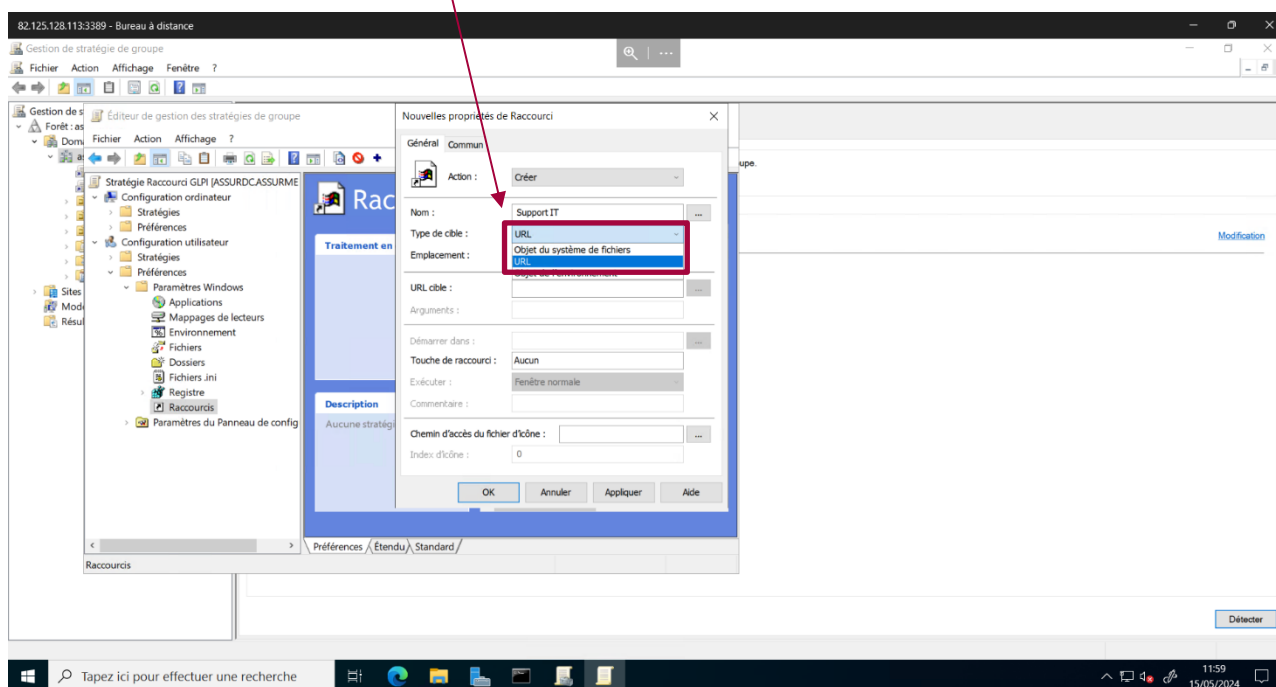 82.125.128.113:3389 - Bureau à distance
Gestion de stratégie de groupe
Fichier Action Affichage Fenêtre ?
Gestion de s
Forêt : as
Dom
as
Sites
Mode
Résul
Éditeur de gestion des stratégies de groupe
Fichier Action Affichage ?
Stratégie Raccourci GLPI [ASSURDC.ASSURME
Configuration ordinateur
Stratégies
Préférences
Configuration utilisateur
Stratégies
Préférences
Paramètres Windows
Applications
Mappages de lecteurs
Environnement
Fichiers
Dossiers
Fichiers .ini
Registre
Raccourcis
Paramètres du Panneau de config
Rac
Traitement en
Description
Aucune stratégi
Préférences Étendu Standard
Raccourcis
Nouvelles propriétés de Raccourci
Général Commun
Action : Créer
Nom : Support IT ...
Type de cible : URL
Objet du système de fichiers
URL
Objet de l'environnement
Emplacement :
URL cible : ...
Arguments :
Démarrer dans : ...
Touche de raccourci : Aucun
Exécuter : Fenêtre normale
Commentaire :
Chemin d'accès du fichier d'icône : ...
Index d'icône : 0
OK Annuler Appliquer Aide
upe.
Modification
Détecter
Tapez ici pour effectuer une recherche
11:59
15/05/2024